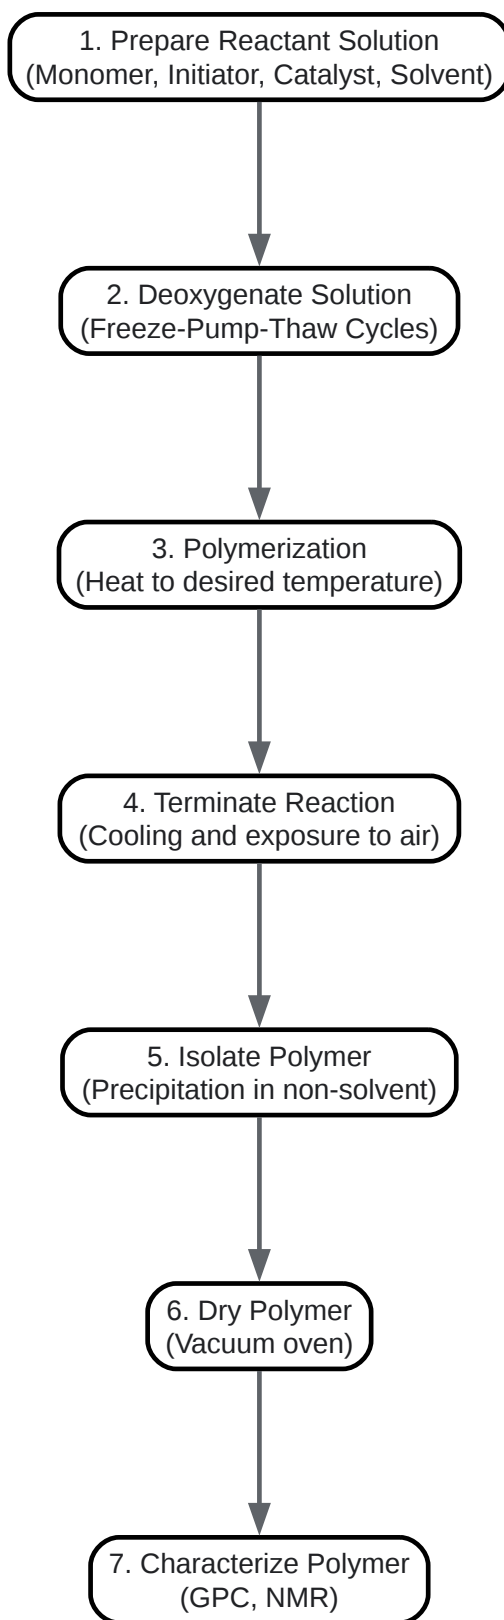 1. Prepare Reactant Solution
(Monomer, Initiator, Catalyst, Solvent)
2. Deoxygenate Solution
(Freeze-Pump-Thaw Cycles)
3. Polymerization
(Heat to desired temperature)
4. Terminate Reaction
(Cooling and exposure to air)
5. Isolate Polymer
(Precipitation in non-solvent)
6. Dry Polymer
(Vacuum oven)
7. Characterize Polymer
(GPC, NMR)